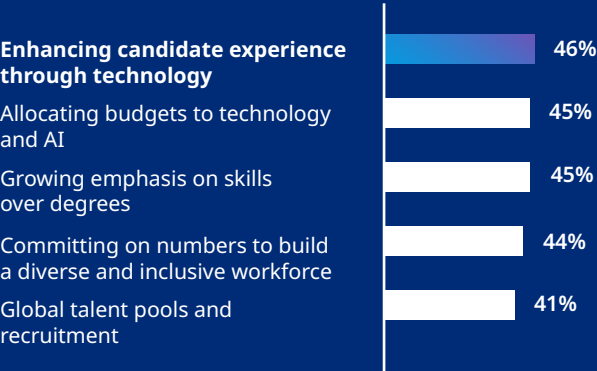 Enhancing candidate experience
through technology
46%
Allocating budgets to technology
and AI
45%
Growing emphasis on skills
over degrees
45%
Committing on numbers to build
a diverse and inclusive workforce
44%
Global talent pools and
recruitment
41%